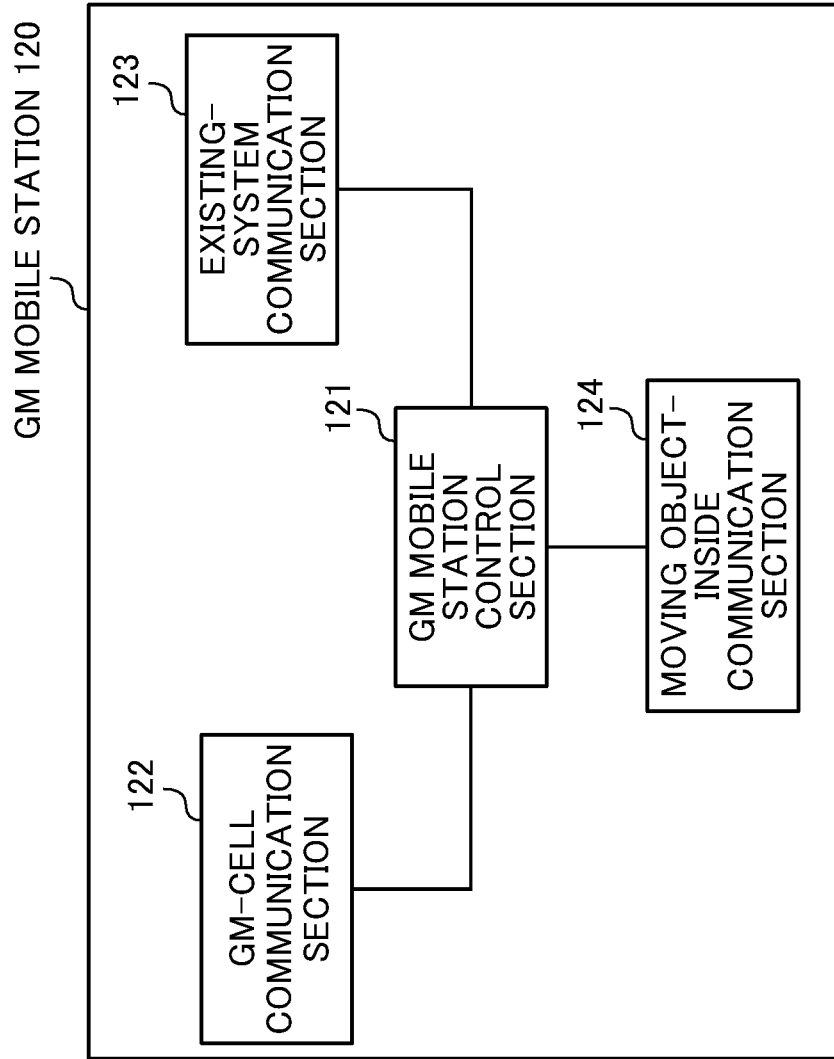 GM MOBILE STATION 120
122
GM-CELL
COMMUNICATION
SECTION
123
EXISTING-
SYSTEM
COMMUNICATION
SECTION
121
GM MOBILE
STATION
CONTROL
SECTION
124
MOVING OBJECT-
INSIDE
COMMUNICATION
SECTION